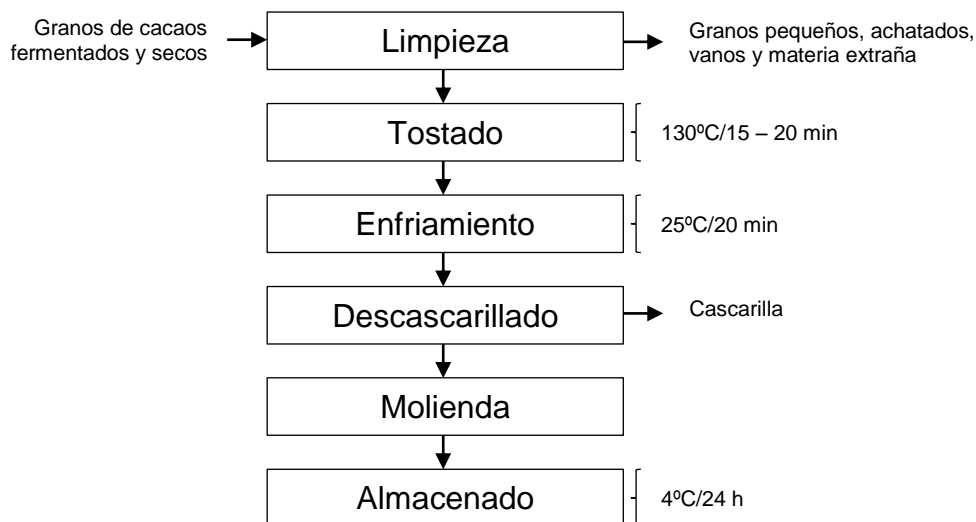 Granos de cacaos
fermentados y secos
Limpieza
Granos pequeños, achatados,
vanos y materia extraña
Tostado
130ºC/15 – 20 min
Enfriamiento
25ºC/20 min
Descascarillado
Cascarilla
Molienda
Almacenado
4ºC/24 h